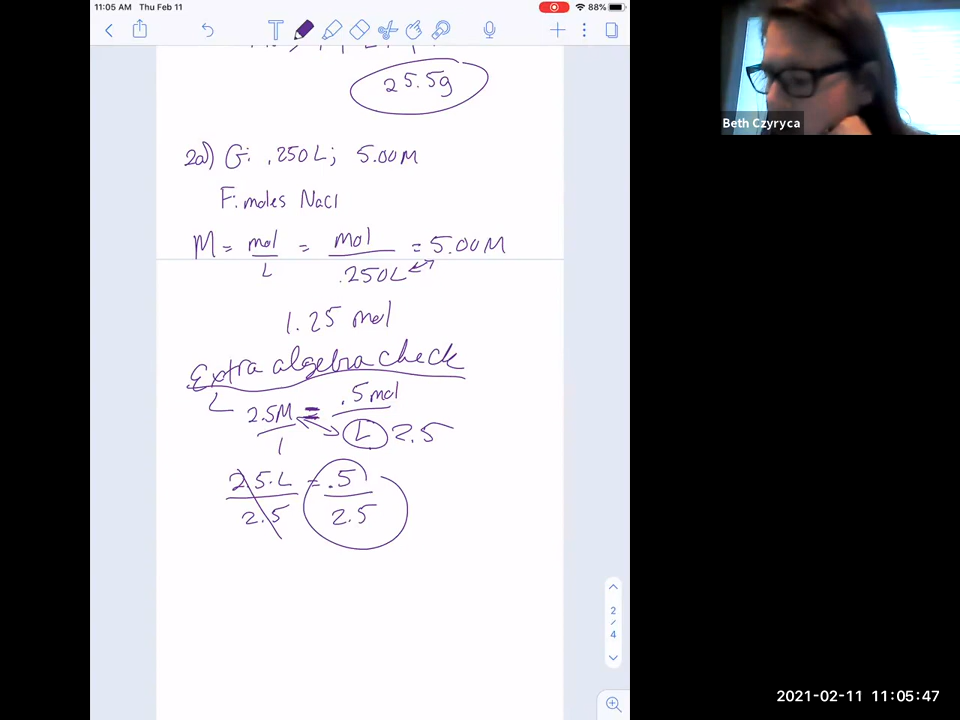 11:05 AM Thu Feb 11
88%
25.5g
Beth Czyryca
2a) G: .250L; 5.00M
F: moles NaCl
M = mol/L = mol/.250L = 5.00M
1.25 mol
Extra algebra check
L 2.5M/1 = .5mol/L 2.5
2.5·L/2.5 = .5/2.5
2
/
4
2021-02-11 11:05:47